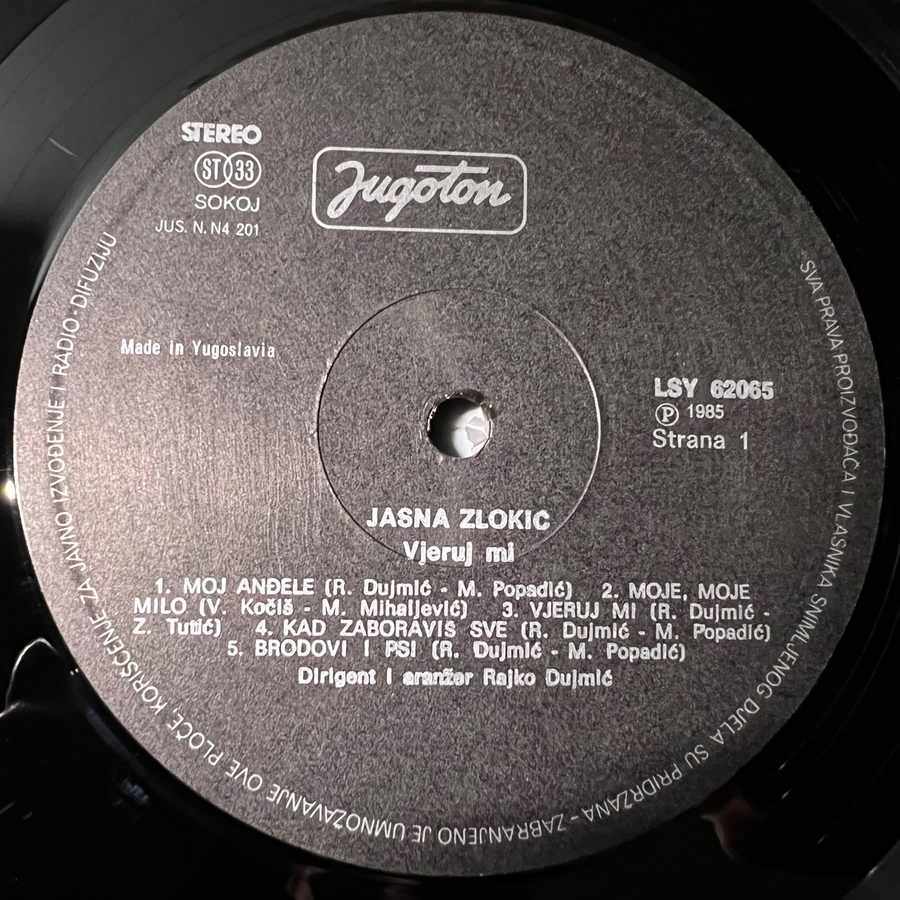 STEREO
ST 33
SOKOJ
JUS. N. N4 201
Jugoton
Made in Yugoslavia
LSY 62065
Ⓟ 1985
Strana 1
JASNA ZLOKIĆ
Vjeruj mi
1. MOJ ANĐELE (R. Dujmić - M. Popadić) 2. MOJE, MOJE
MILO (V. Kočiš - M. Mihaljević) 3. VJERUJ MI (R. Dujmić -
Z. Tutić) 4. KAD ZABORAVIŠ SVE (R. Dujmić - M. Popadić)
5. BRODOVI I PSI (R. Dujmić - M. Popadić)
Dirigent i aranžer Rajko Dujmić
SVA PRAVA PROIZVOĐAČA I VLASNIKA SNIMLJENOG DJELA SU PRIDRŽANA - ZABRANJENO JE UMNOŽAVANJE OVE PLOČE, KORIŠĆENJE ZA JAVNO IZVOĐENJE I RADIO-DIFUZIJU